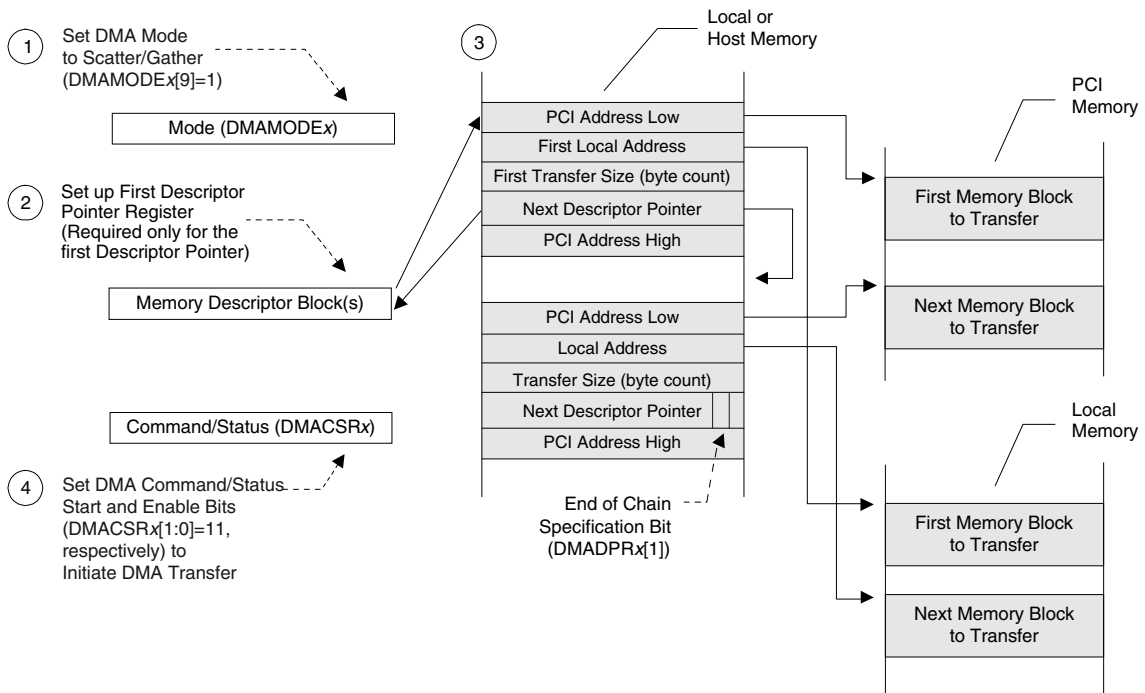 1
Set DMA Mode
to Scatter/Gather
(DMAMODEx[9]=1)
Mode (DMAMODEx)
2
Set up First Descriptor
Pointer Register
(Required only for the
first Descriptor Pointer)
Memory Descriptor Block(s)
Command/Status (DMACSRx)
4
Set DMA Command/Status
Start and Enable Bits
(DMACSRx[1:0]=11,
respectively) to
Initiate DMA Transfer
3
Local or
Host Memory
PCI Address Low
First Local Address
First Transfer Size (byte count)
Next Descriptor Pointer
PCI Address High
PCI Address Low
Local Address
Transfer Size (byte count)
Next Descriptor Pointer
PCI Address High
End of Chain
Specification Bit
(DMADPRx[1])
PCI
Memory
First Memory Block
to Transfer
Next Memory Block
to Transfer
Local
Memory
First Memory Block
to Transfer
Next Memory Block
to Transfer